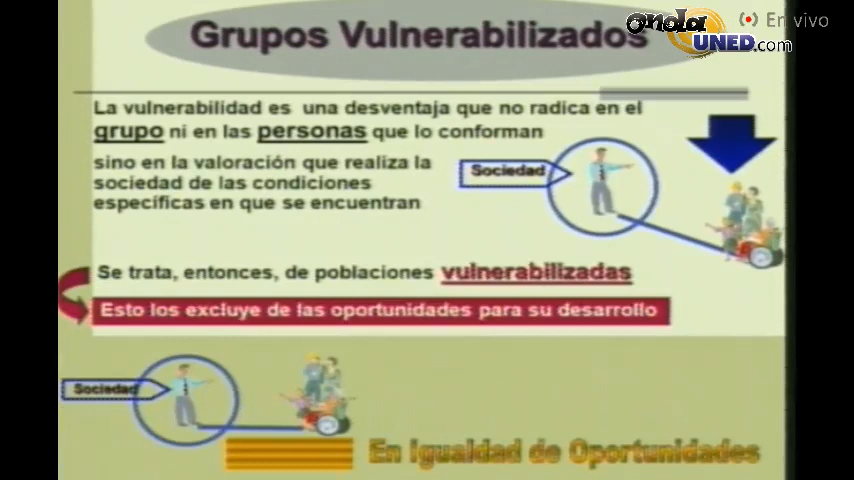 Grupos Vulnerabilizados
onda
UNED.com
En vivo
La vulnerabilidad es una desventaja que no radica en el
grupo ni en las personas que lo conforman
sino en la valoración que realiza la
sociedad de las condiciones
específicas en que se encuentran
Sociedad
Se trata, entonces, de poblaciones vulnerabilizadas
Esto los excluye de las oportunidades para su desarrollo
Sociedad
En Igualdad de Oportunidades